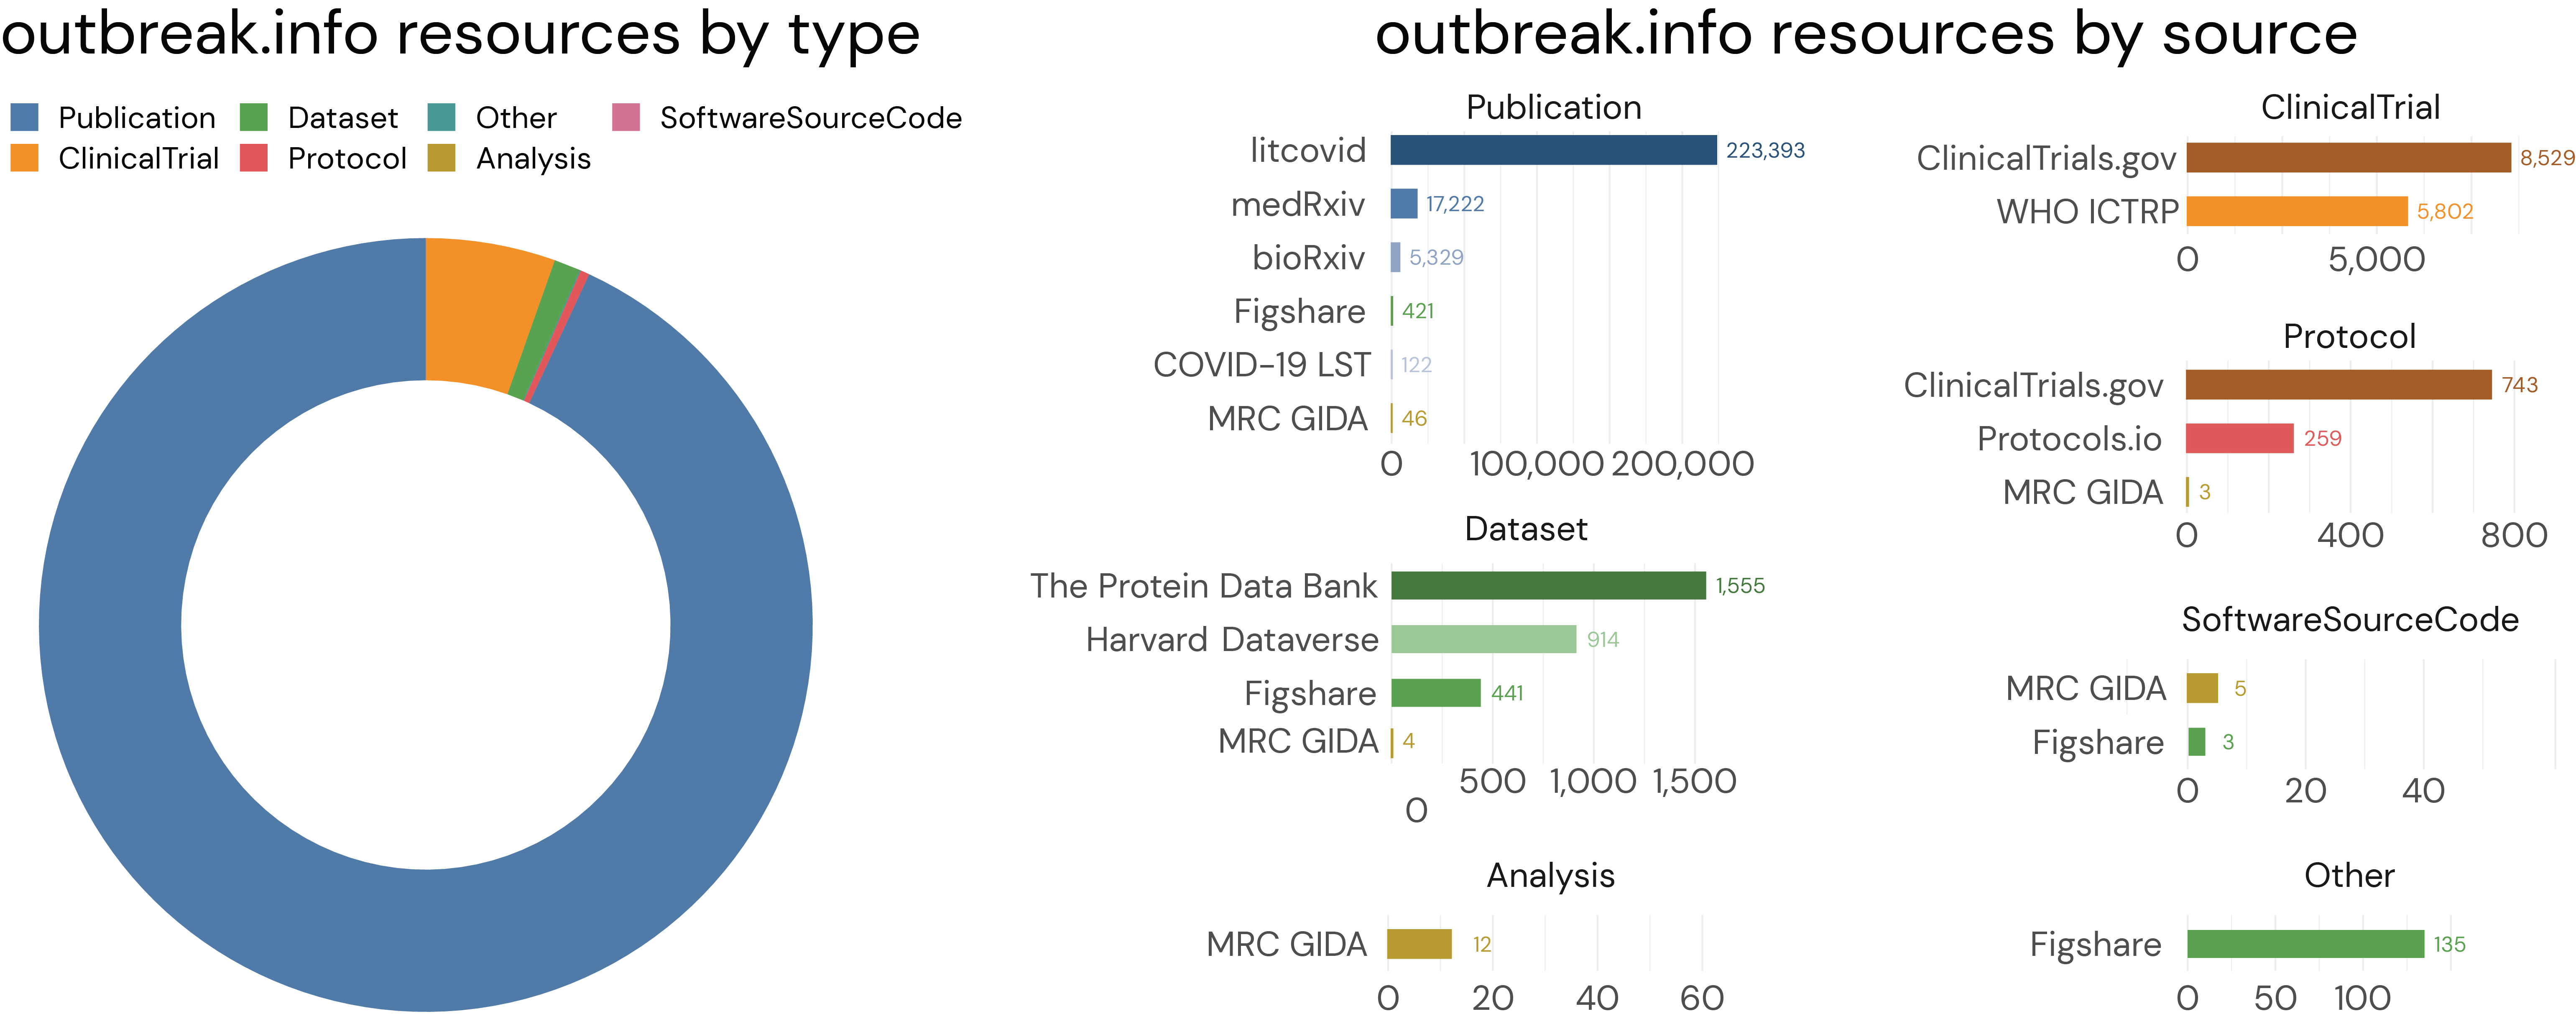 outbreak.info resources by type
Publication Dataset Other SoftwareSourceCode
ClinicalTrial Protocol Analysis
outbreak.info resources by source
Publication
litcovid 223,393
medRxiv 17,222
bioRxiv 5,329
Figshare 421
COVID-19 LST 122
MRC GIDA 46
0 100,000 200,000
Dataset
The Protein Data Bank 1,555
Harvard Dataverse 914
Figshare 441
MRC GIDA 4
0 500 1,000 1,500
Analysis
MRC GIDA 12
0 20 40 60
ClinicalTrial
ClinicalTrials.gov 8,529
WHO ICTRP 5,802
0 5,000
Protocol
ClinicalTrials.gov 743
Protocols.io 259
MRC GIDA 3
0 400 800
SoftwareSourceCode
MRC GIDA 5
Figshare 3
0 20 40
Other
Figshare 135
0 50 100